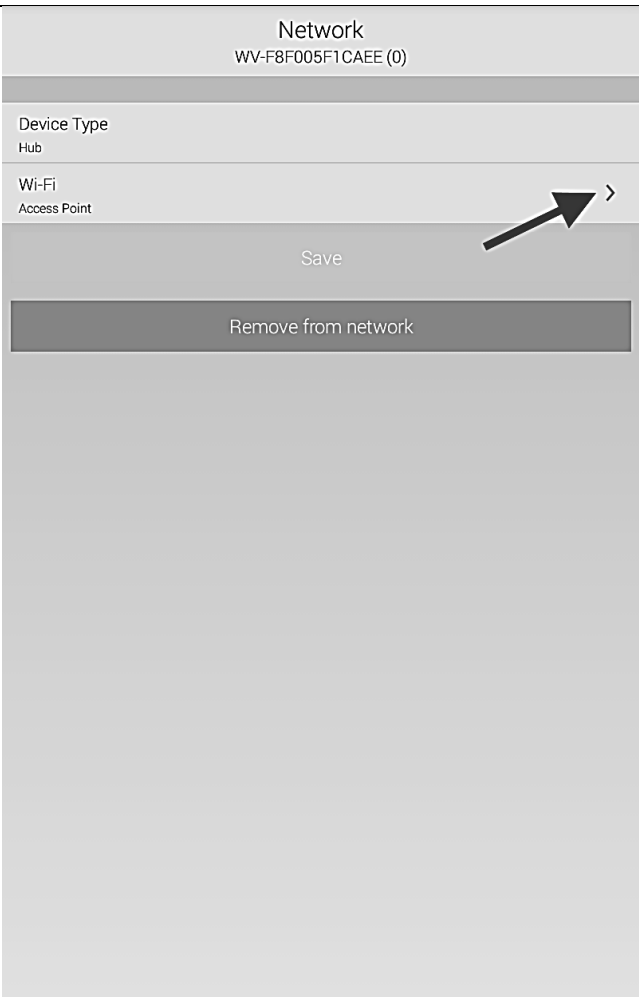 Network
WV-F8F005F1CAEE (0)
Device Type
Hub
Wi-Fi
Access Point
Save
Remove from network